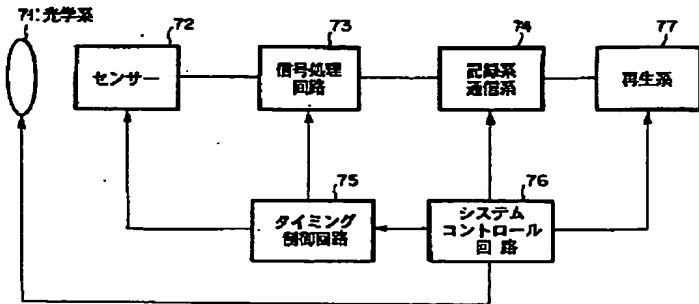 71:光学系
72
73
74
77
センサー
信号処理
回路
記録系
通信系
再生系
75
76
タイミング
制御回路
システム
コントロール
回 路